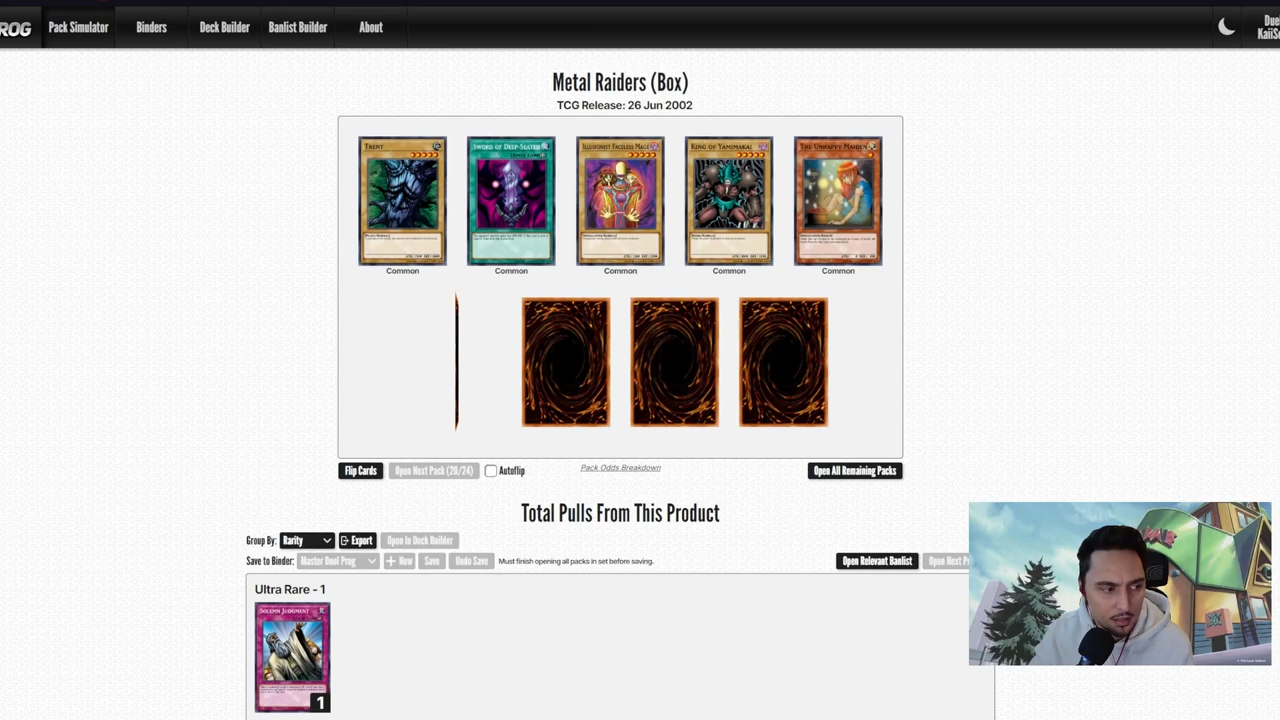 ROG Pack Simulator Binders Deck Builder Banlist Builder About
Metal Raiders (Box)
TCG Release: 26 Jun 2002
TRENT
SWORD OF DEEP-SEATED
ILLUSIONIST FACELESS MAGE
KING OF YAMIMAKAI
THE UNHAPPY MAIDEN
Common Common Common Common Common
Flip Cards Open Next Pack (20/24) Autoflip Pack Odds Breakdown Open All Remaining Packs
Total Pulls From This Product
Group By: Rarity Export Open In Deck Builder
Save to Binder: Master Duel Prog + New Save Undo Save Must finish opening all packs in set before saving. Open Relevant Banlist Open Next
Ultra Rare - 1
SOLEMN JUDGMENT
1